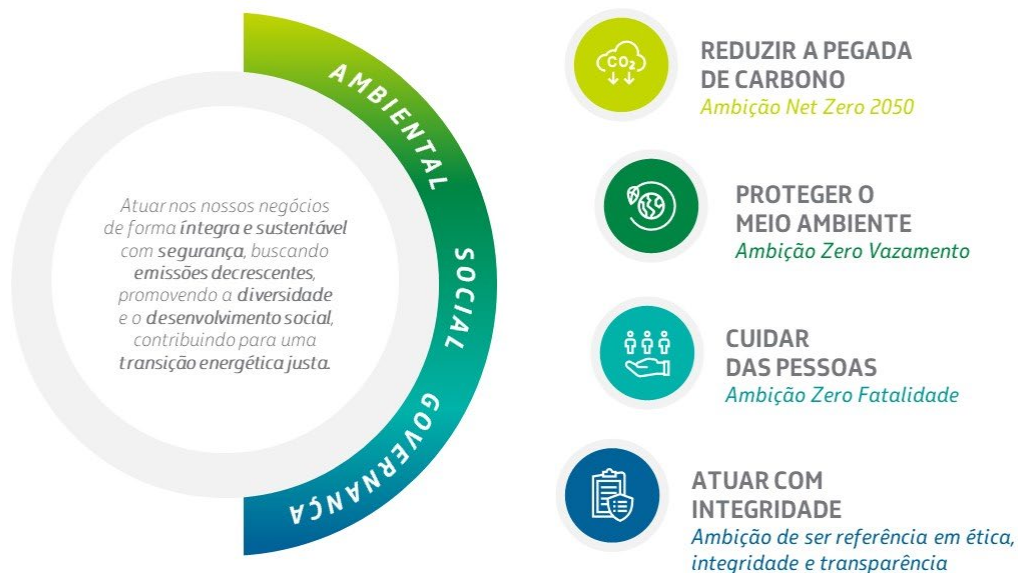 AMBIENTAL
SOCIAL
GOVERNANÇA
Atuar nos nossos negócios
de forma íntegra e sustentável
com segurança, buscando
emissões decrescentes,
promovendo a diversidade
e o desenvolvimento social,
contribuindo para uma
transição energética justa.
CO₂
REDUZIR A PEGADA
DE CARBONO
Ambição Net Zero 2050
PROTEGER O
MEIO AMBIENTE
Ambição Zero Vazamento
CUIDAR
DAS PESSOAS
Ambição Zero Fatalidade
ATUAR COM
INTEGRIDADE
Ambição de ser referência em ética,
integridade e transparência